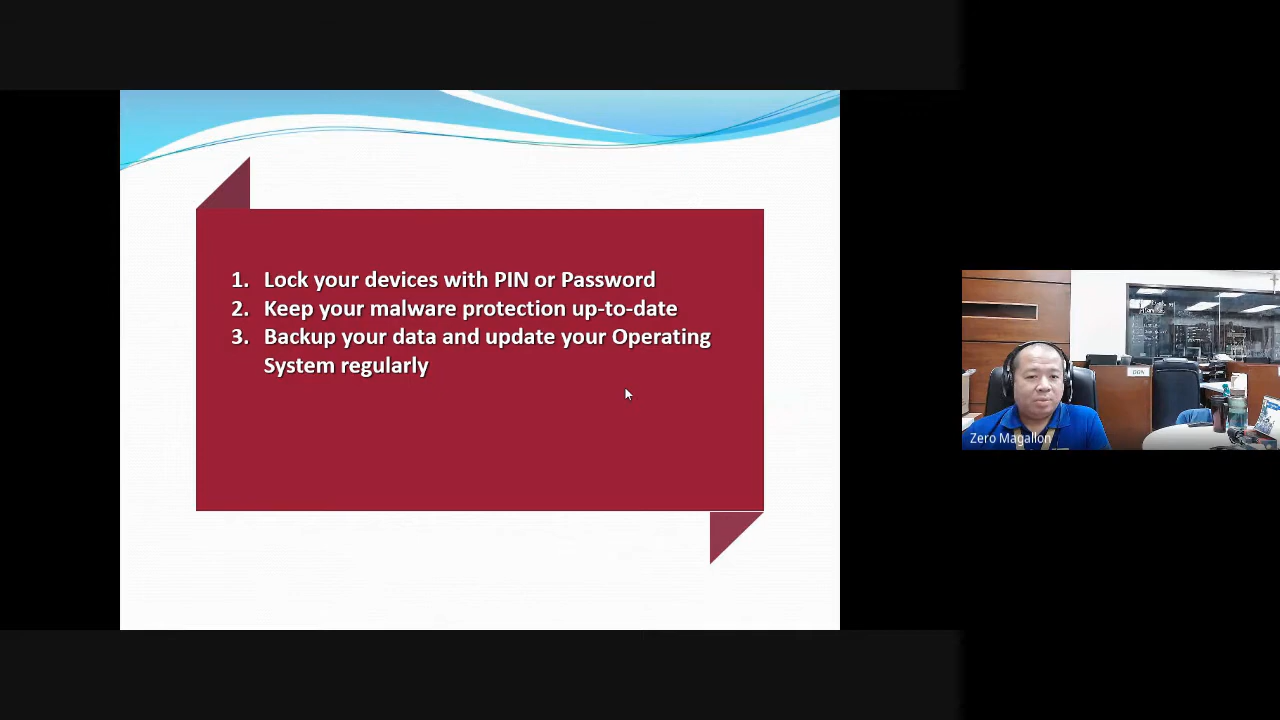 1. Lock your devices with PIN or Password
2. Keep your malware protection up-to-date
3. Backup your data and update your Operating
System regularly
Zero Magallon